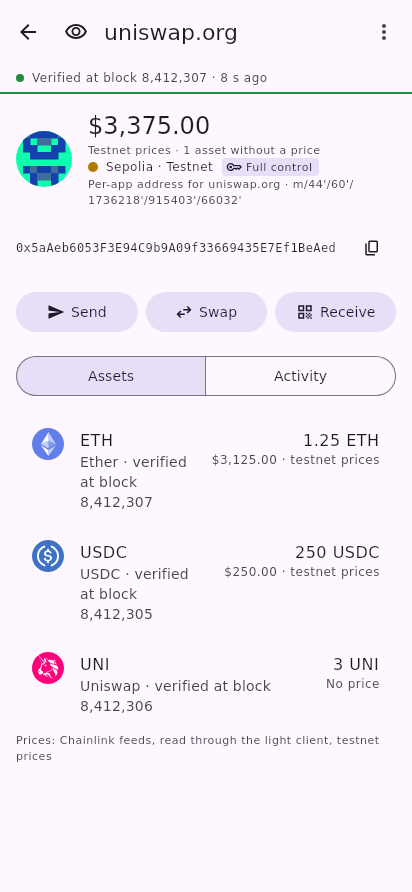 uniswap.org
Verified at block 8,412,307 · 8 s ago
$3,375.00
Testnet prices · 1 asset without a price
Sepolia · Testnet Full control
Per-app address for uniswap.org · m/44'/60'/
1736218'/915403'/66032'
0x5aAeb6053F3E94C9b9A09f33669435E7Ef1BeAed
Send Swap Receive
Assets Activity
ETH 1.25 ETH
Ether · verified $3,125.00 · testnet prices
at block
8,412,307
USDC 250 USDC
USDC · verified $250.00 · testnet prices
at block
8,412,305
UNI 3 UNI
Uniswap · verified at block No price
8,412,306
Prices: Chainlink feeds, read through the light client, testnet
prices